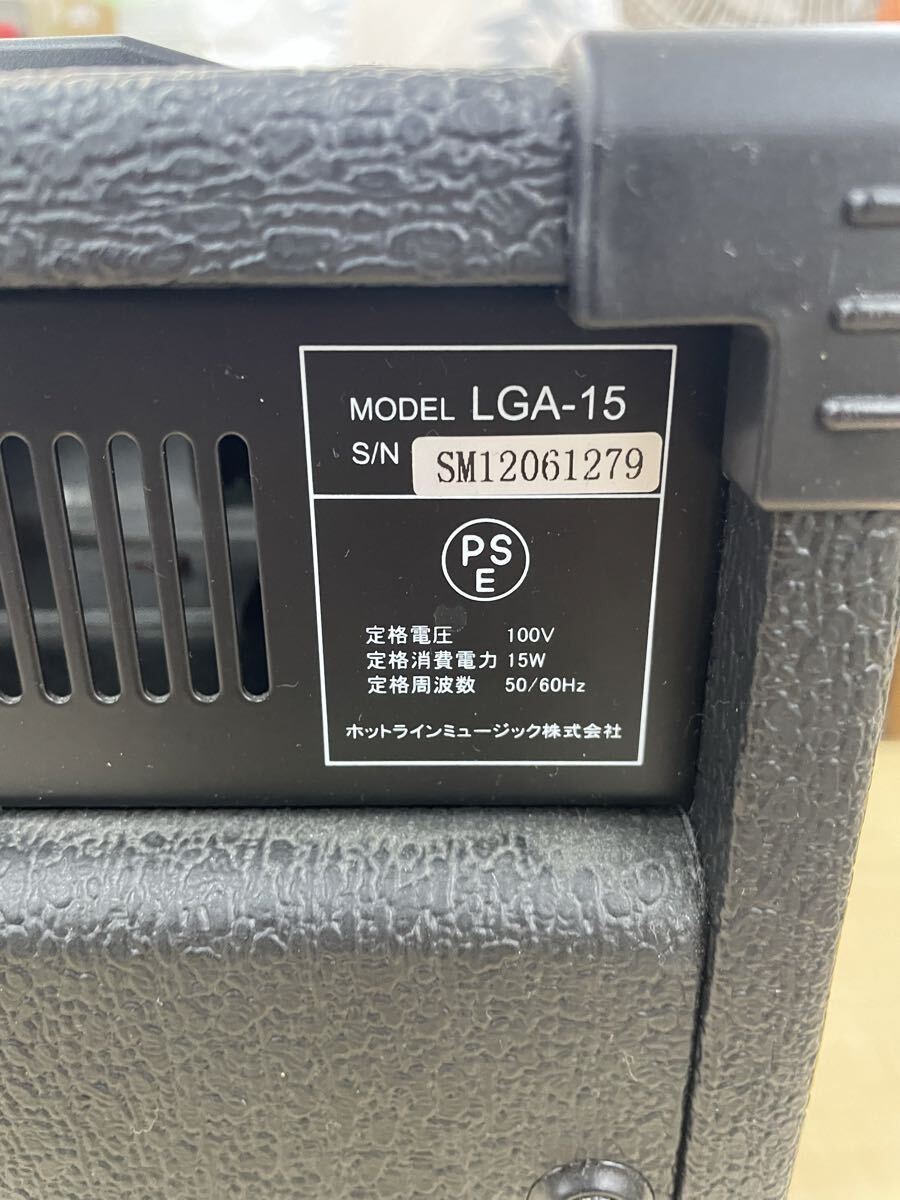 MODEL LGA-15
S/N SM12061279
PS
E
定格電圧 100V
定格消費電力 15W
定格周波数 50/60Hz
ホットラインミュージック株式会社